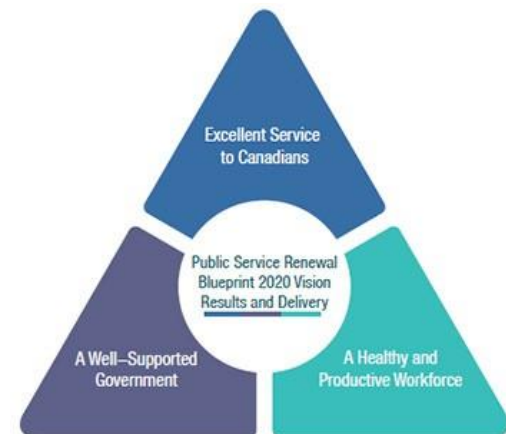 Excellent Service
to Canadians
Public Service Renewal
Blueprint 2020 Vision
Results and Delivery
A Well–Supported
Government
A Healthy and
Productive Workforce